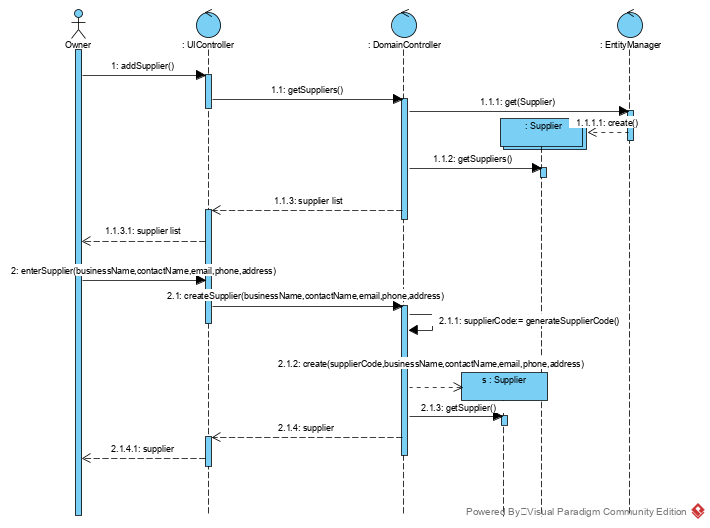 Owner
: UIController
: DomainController
: EntityManager
1: addSupplier()
1.1: getSuppliers()
1.1.1: get(Supplier)
1.1.1.1: create()
: Supplier
1.1.2: getSuppliers()
1.1.3: supplier list
1.1.3.1: supplier list
2: enterSupplier(businessName,contactName,email,phone,address)
2.1: createSupplier(businessName,contactName,email,phone,address)
2.1.1: supplierCode:= generateSupplierCode()
2.1.2: create(supplierCode,businessName,contactName,email,phone,address)
s : Supplier
2.1.3: getSupplier()
2.1.4: supplier
2.1.4.1: supplier
Powered By Visual Paradigm Community Edition